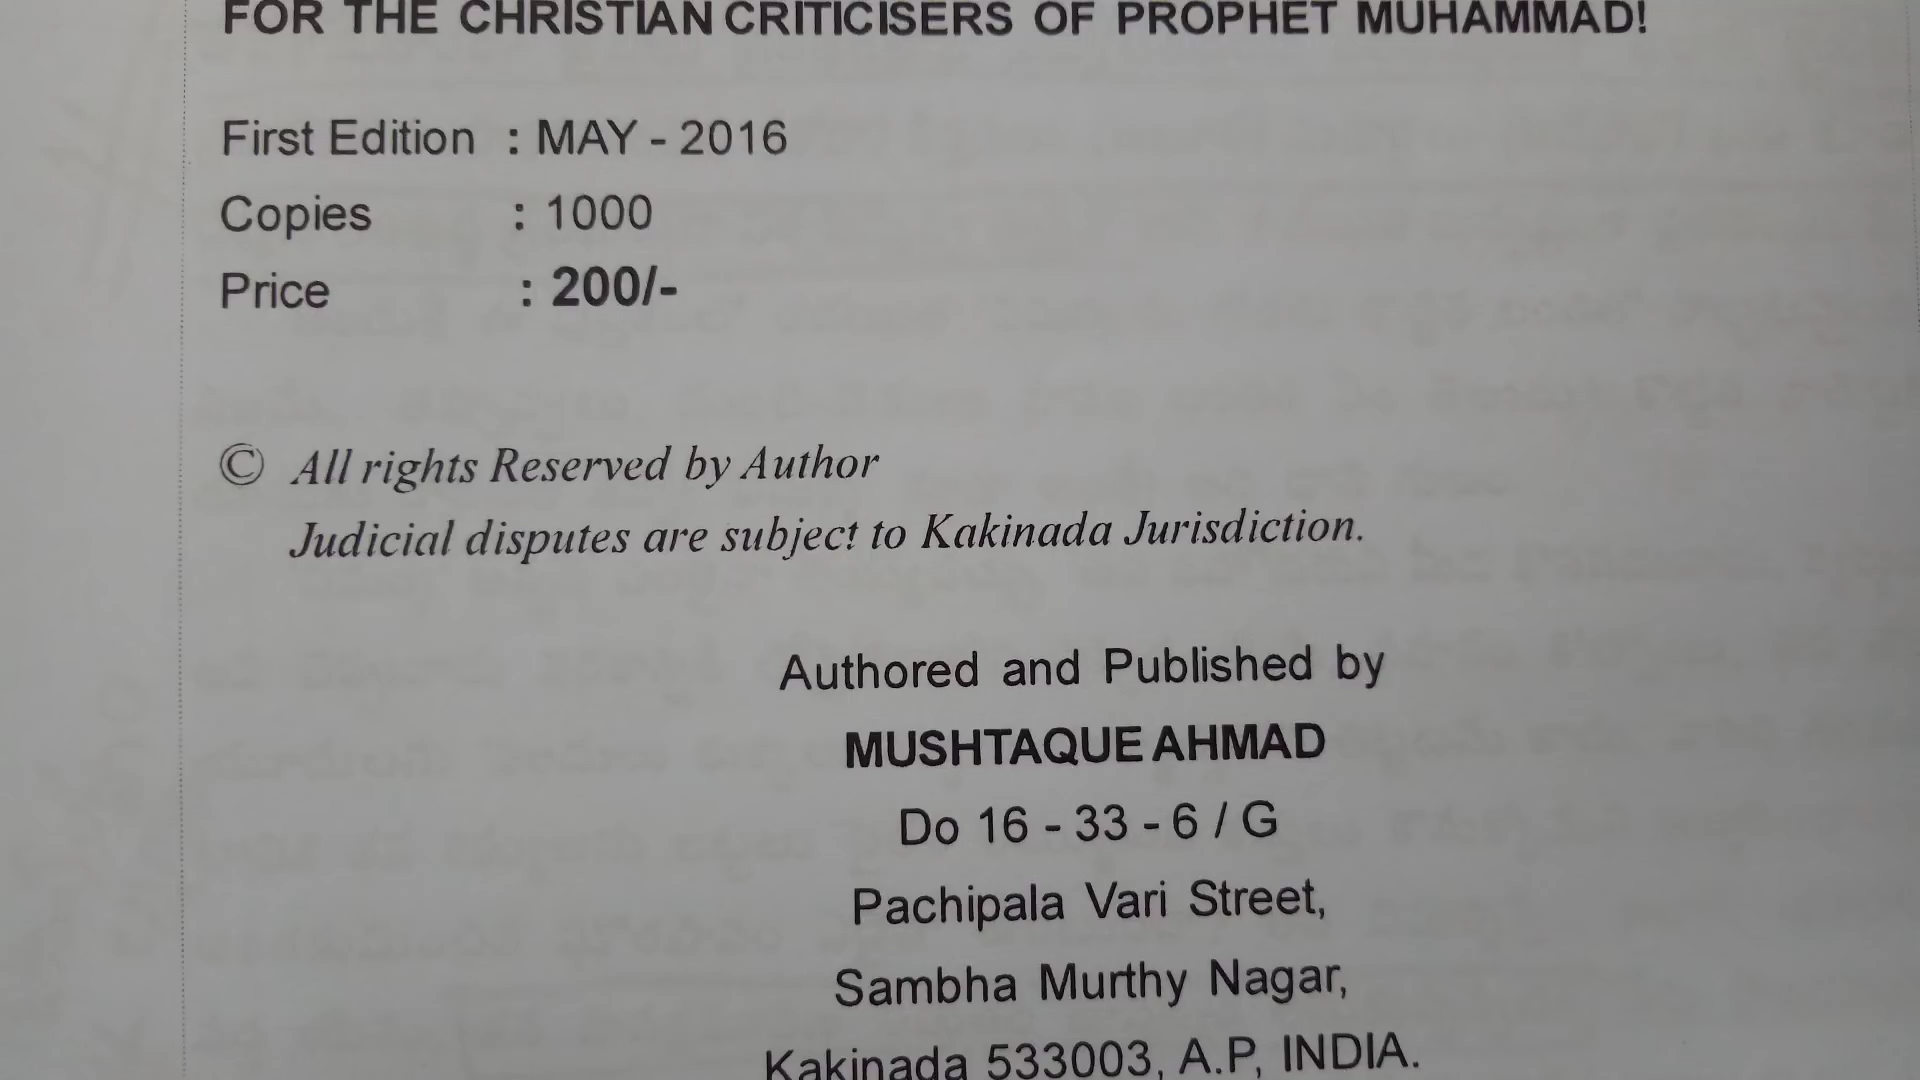 FOR THE CHRISTIAN CRITICISERS OF PROPHET MUHAMMAD!
First Edition : MAY - 2016
Copies : 1000
Price : 200/-
© All rights Reserved by Author
Judicial disputes are subject to Kakinada Jurisdiction.
Authored and Published by
MUSHTAQUE AHMAD
Do 16 - 33 - 6 / G
Pachipala Vari Street,
Sambha Murthy Nagar,
Kakinada 533003, A.P, INDIA.